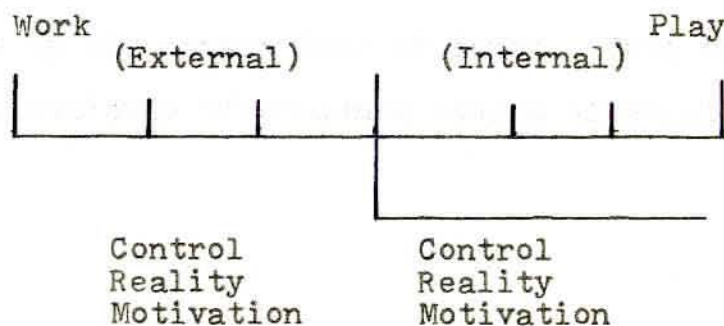 Work Play
(External) (Internal)
Control Control
Reality Reality
Motivation Motivation